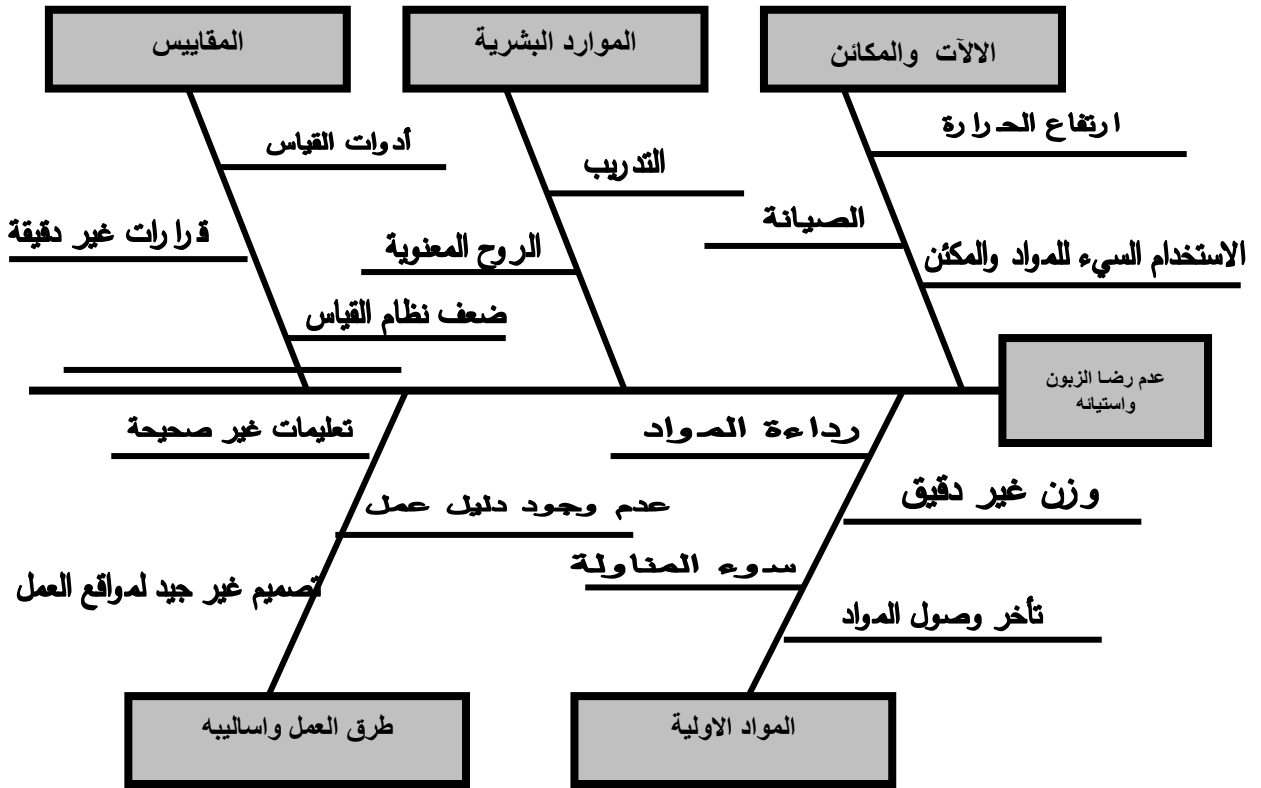 الالآت والمكائن
الموارد البشرية
المقاييس
ارتفاع الحرارة
أدوات القياس
التدريب
الصيانة
قرارات غير دقيقة
الروح المعنوية
الاستخدام السيء للمواد والمكئن
ضعف نظام القياس
عدم رضا الزبون
واستيائه
رداءة المواد
تعليمات غير صحيحة
وزن غير دقيق
عدم وجود دليل عمل
سوء المناولة
تصميم غير جيد لمواقع العمل
تأخر وصول المواد
المواد الاولية
طرق العمل واساليبه